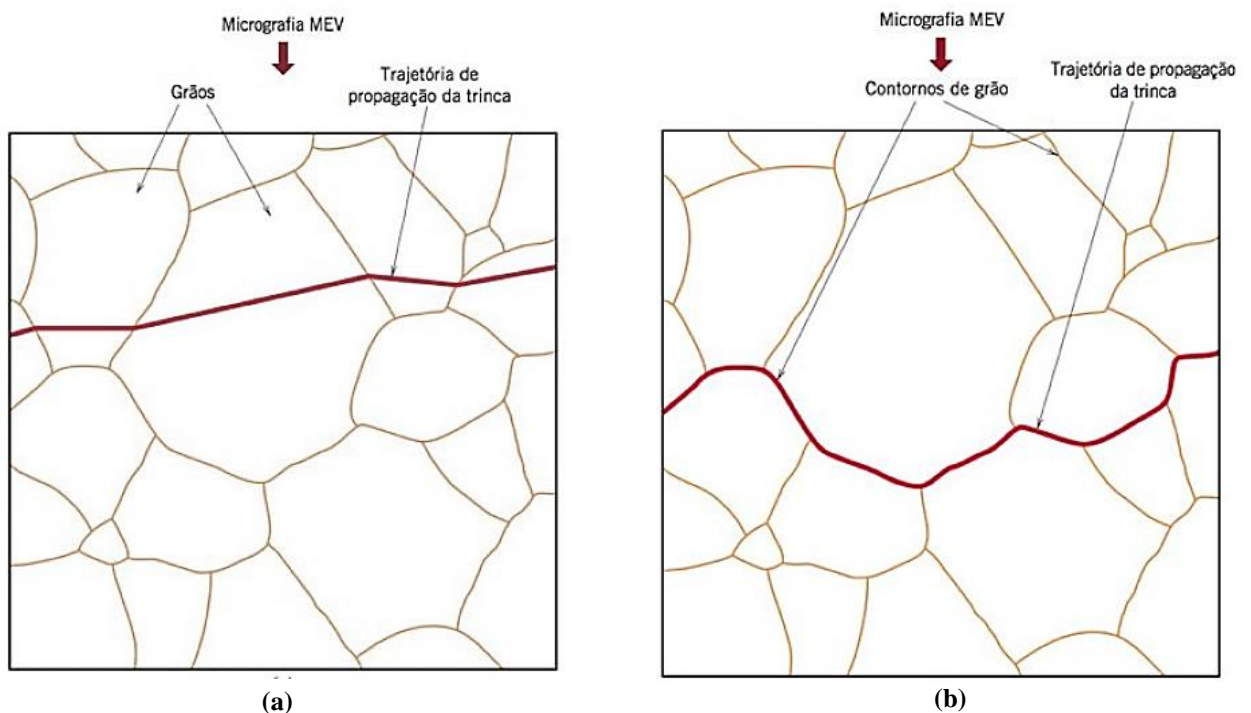 Micrografia MEV
Grãos
Trajetória de
propagação da trinca
(a)
Micrografia MEV
Contornos de grão
Trajetória de propagação
da trinca
(b)